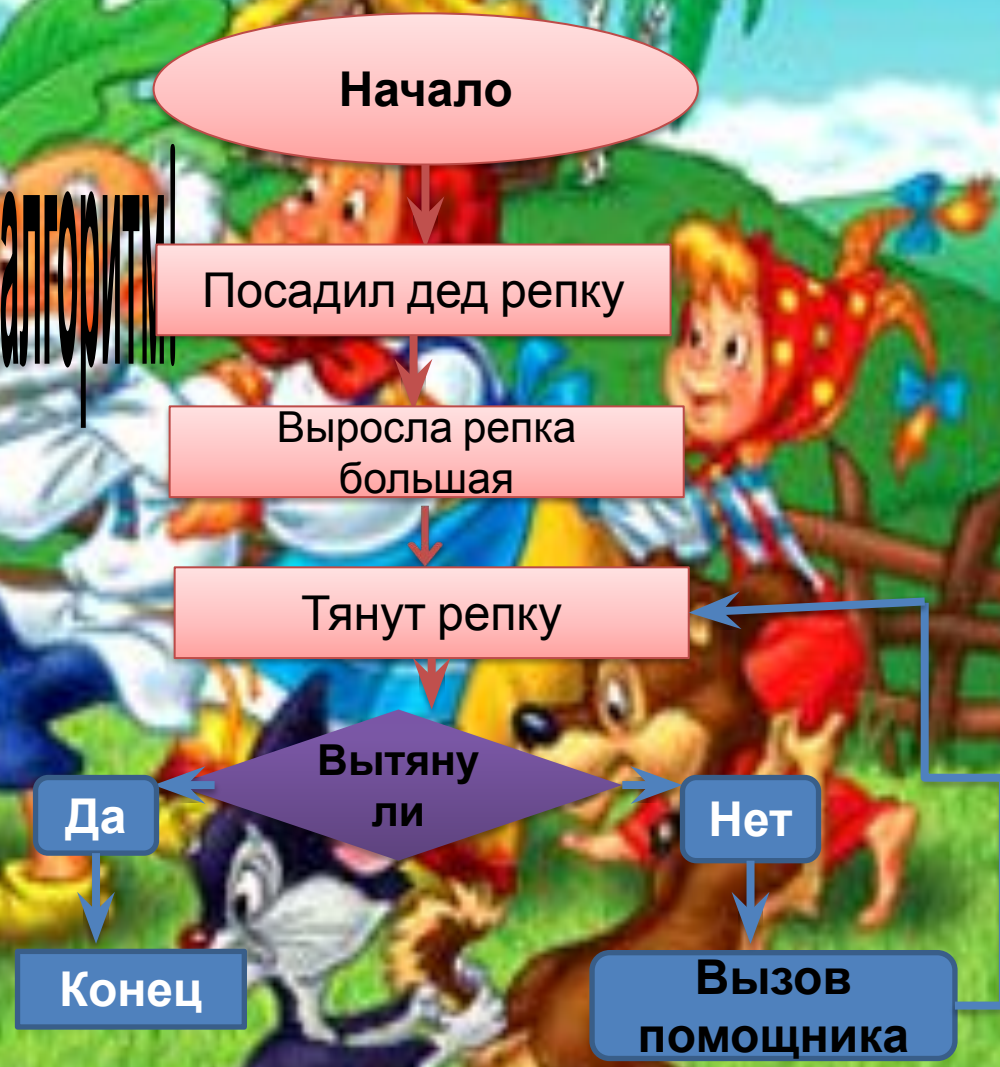 Начало
алгоритм
Посадил дед репку
Выросла репка
большая
Тянут репку
Вытяну
ли
Да
Нет
Конец
Вызов
помощника